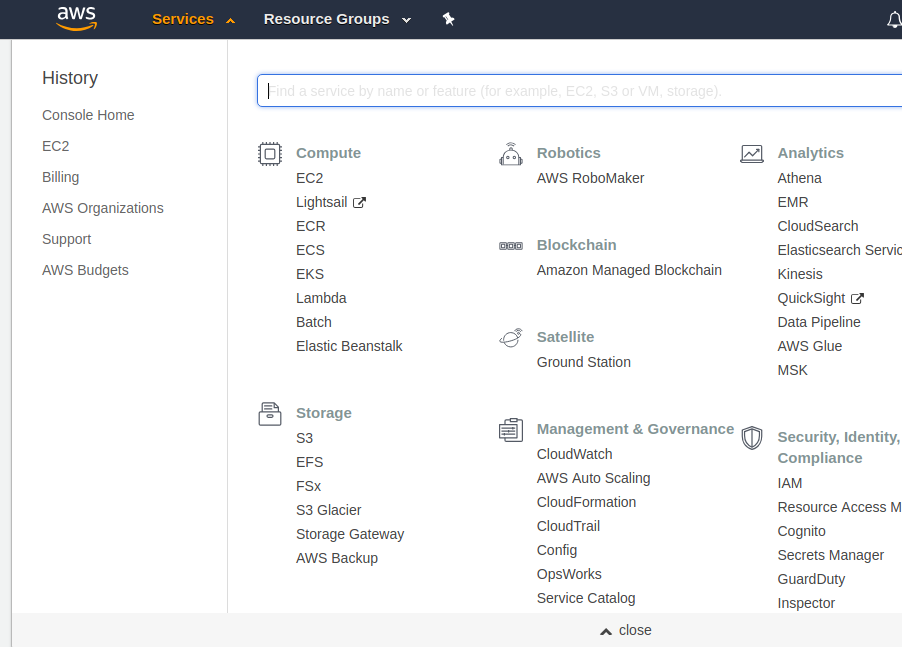 aws Services Resource Groups
History
Console Home
EC2
Billing
AWS Organizations
Support
AWS Budgets
Find a service by name or feature (for example, EC2, S3 or VM, storage).
Compute
EC2
Lightsail
ECR
ECS
EKS
Lambda
Batch
Elastic Beanstalk
Storage
S3
EFS
FSx
S3 Glacier
Storage Gateway
AWS Backup
Robotics
AWS RoboMaker
Blockchain
Amazon Managed Blockchain
Satellite
Ground Station
Management & Governance
CloudWatch
AWS Auto Scaling
CloudFormation
CloudTrail
Config
OpsWorks
Service Catalog
Analytics
Athena
EMR
CloudSearch
Elasticsearch Servic
Kinesis
QuickSight
Data Pipeline
AWS Glue
MSK
Security, Identity,
Compliance
IAM
Resource Access M
Cognito
Secrets Manager
GuardDuty
Inspector
close